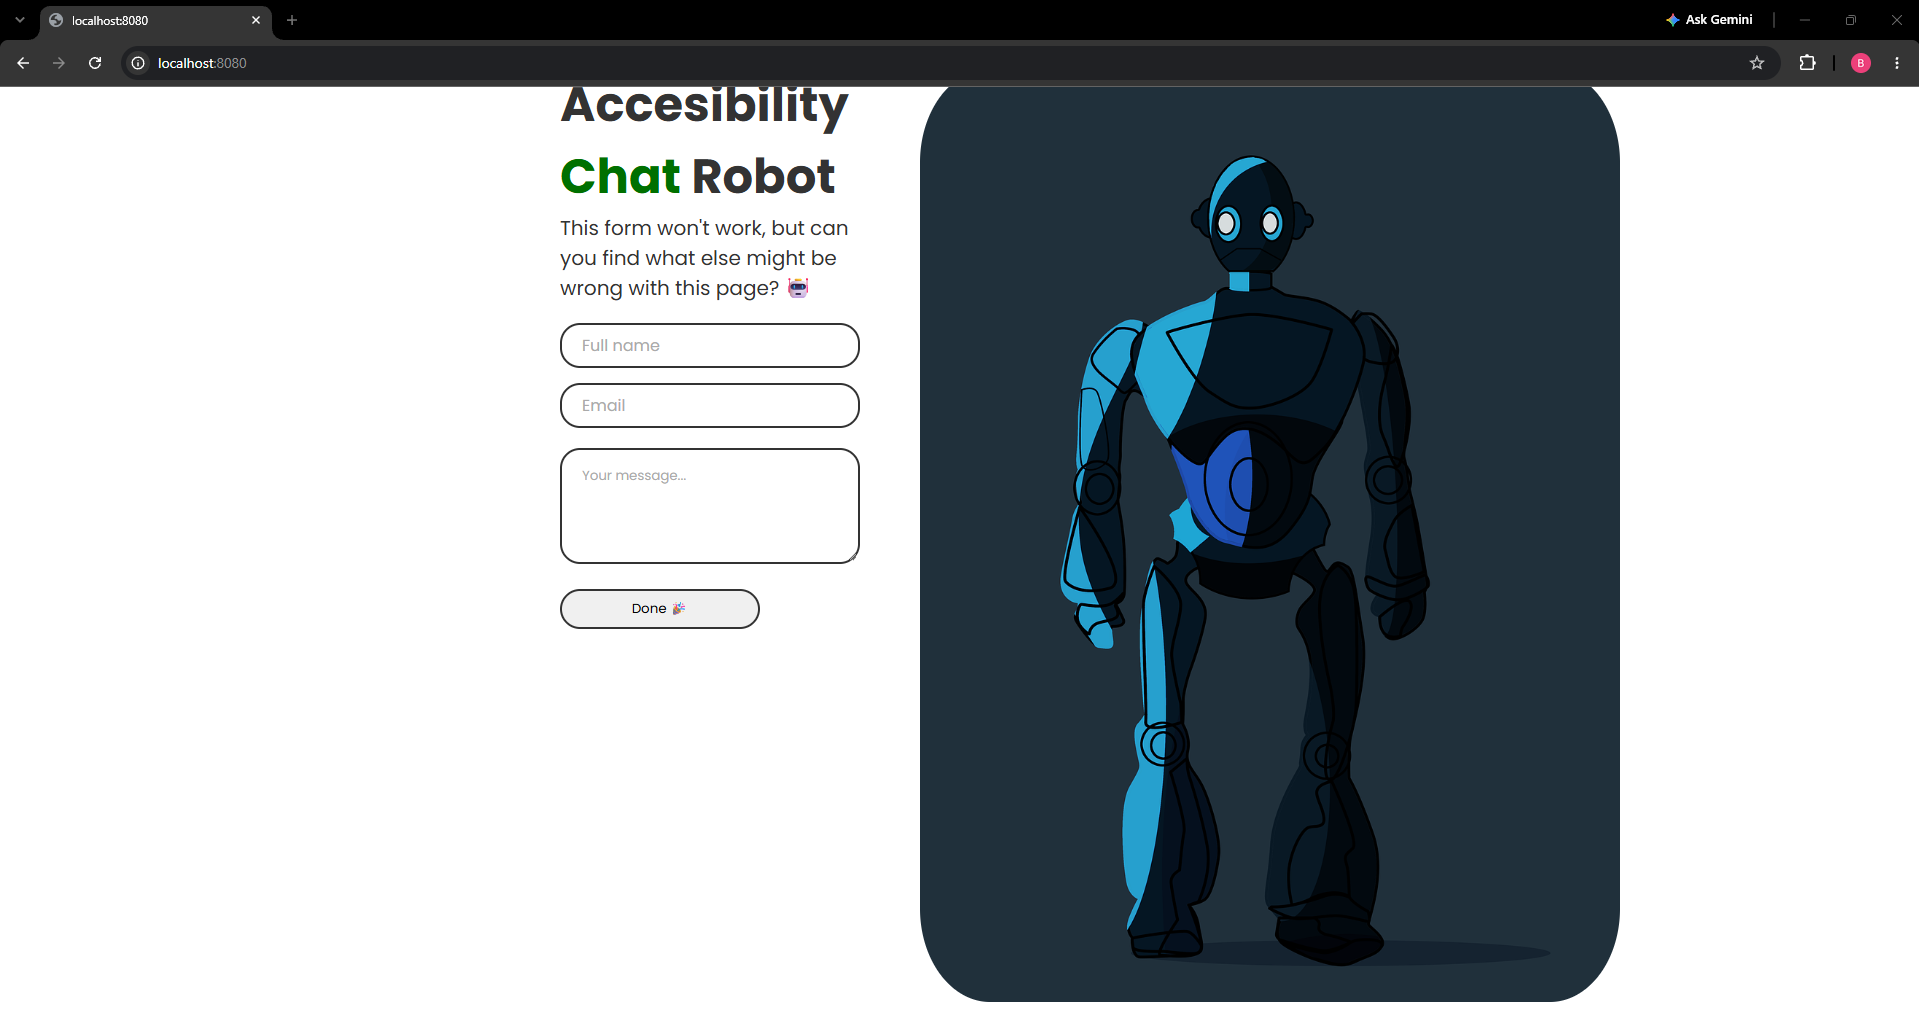 localhost:8080
Ask Gemini
localhost:8080
B
Accesibility
Chat Robot
This form won't work, but can
you find what else might be
wrong with this page? 🤖
Full name
Email
Your message...
Done 🎉